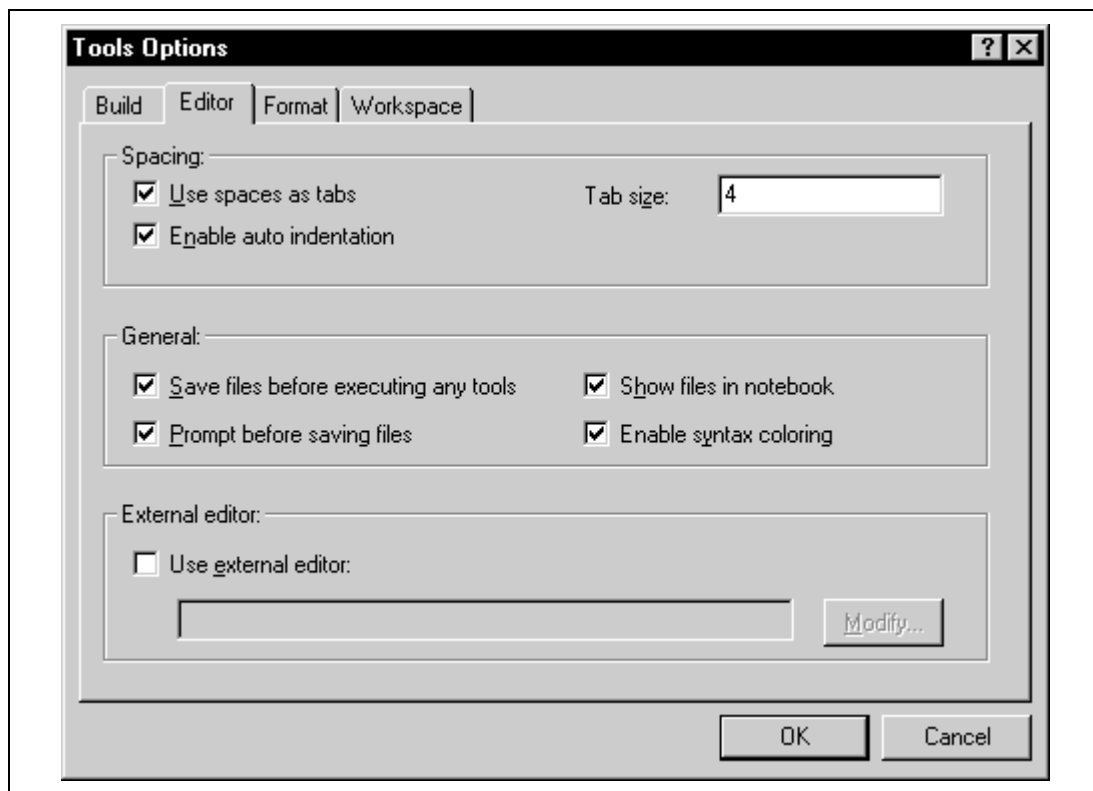 Tools Options
Build Editor Format Workspace
Spacing:
Use spaces as tabs Tab size: 4
Enable auto indentation
General:
Save files before executing any tools Show files in notebook
Prompt before saving files Enable syntax coloring
External editor:
Use external editor:
Modify...
OK Cancel